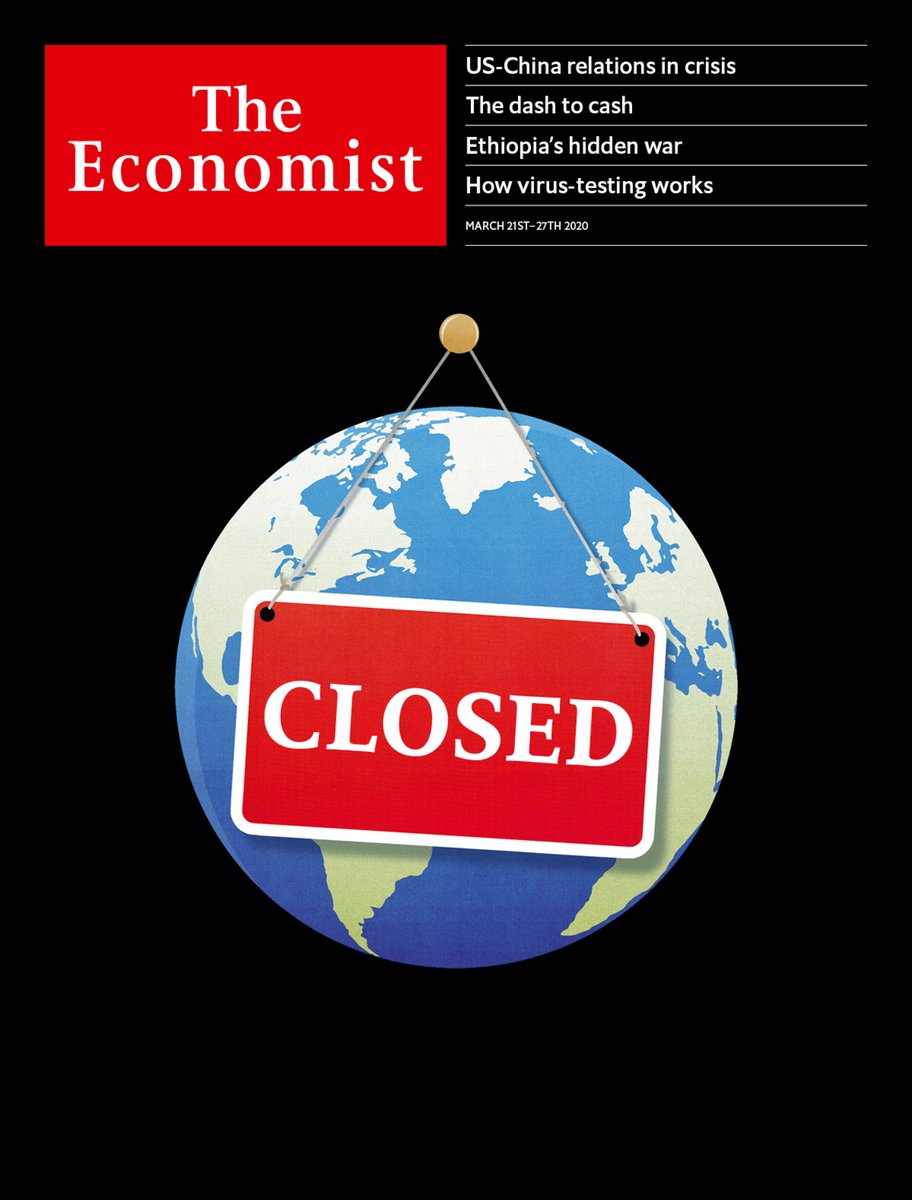 The
Economist
US-China relations in crisis
The dash to cash
Ethiopia’s hidden war
How virus-testing works
MARCH 21ST–27TH 2020
CLOSED